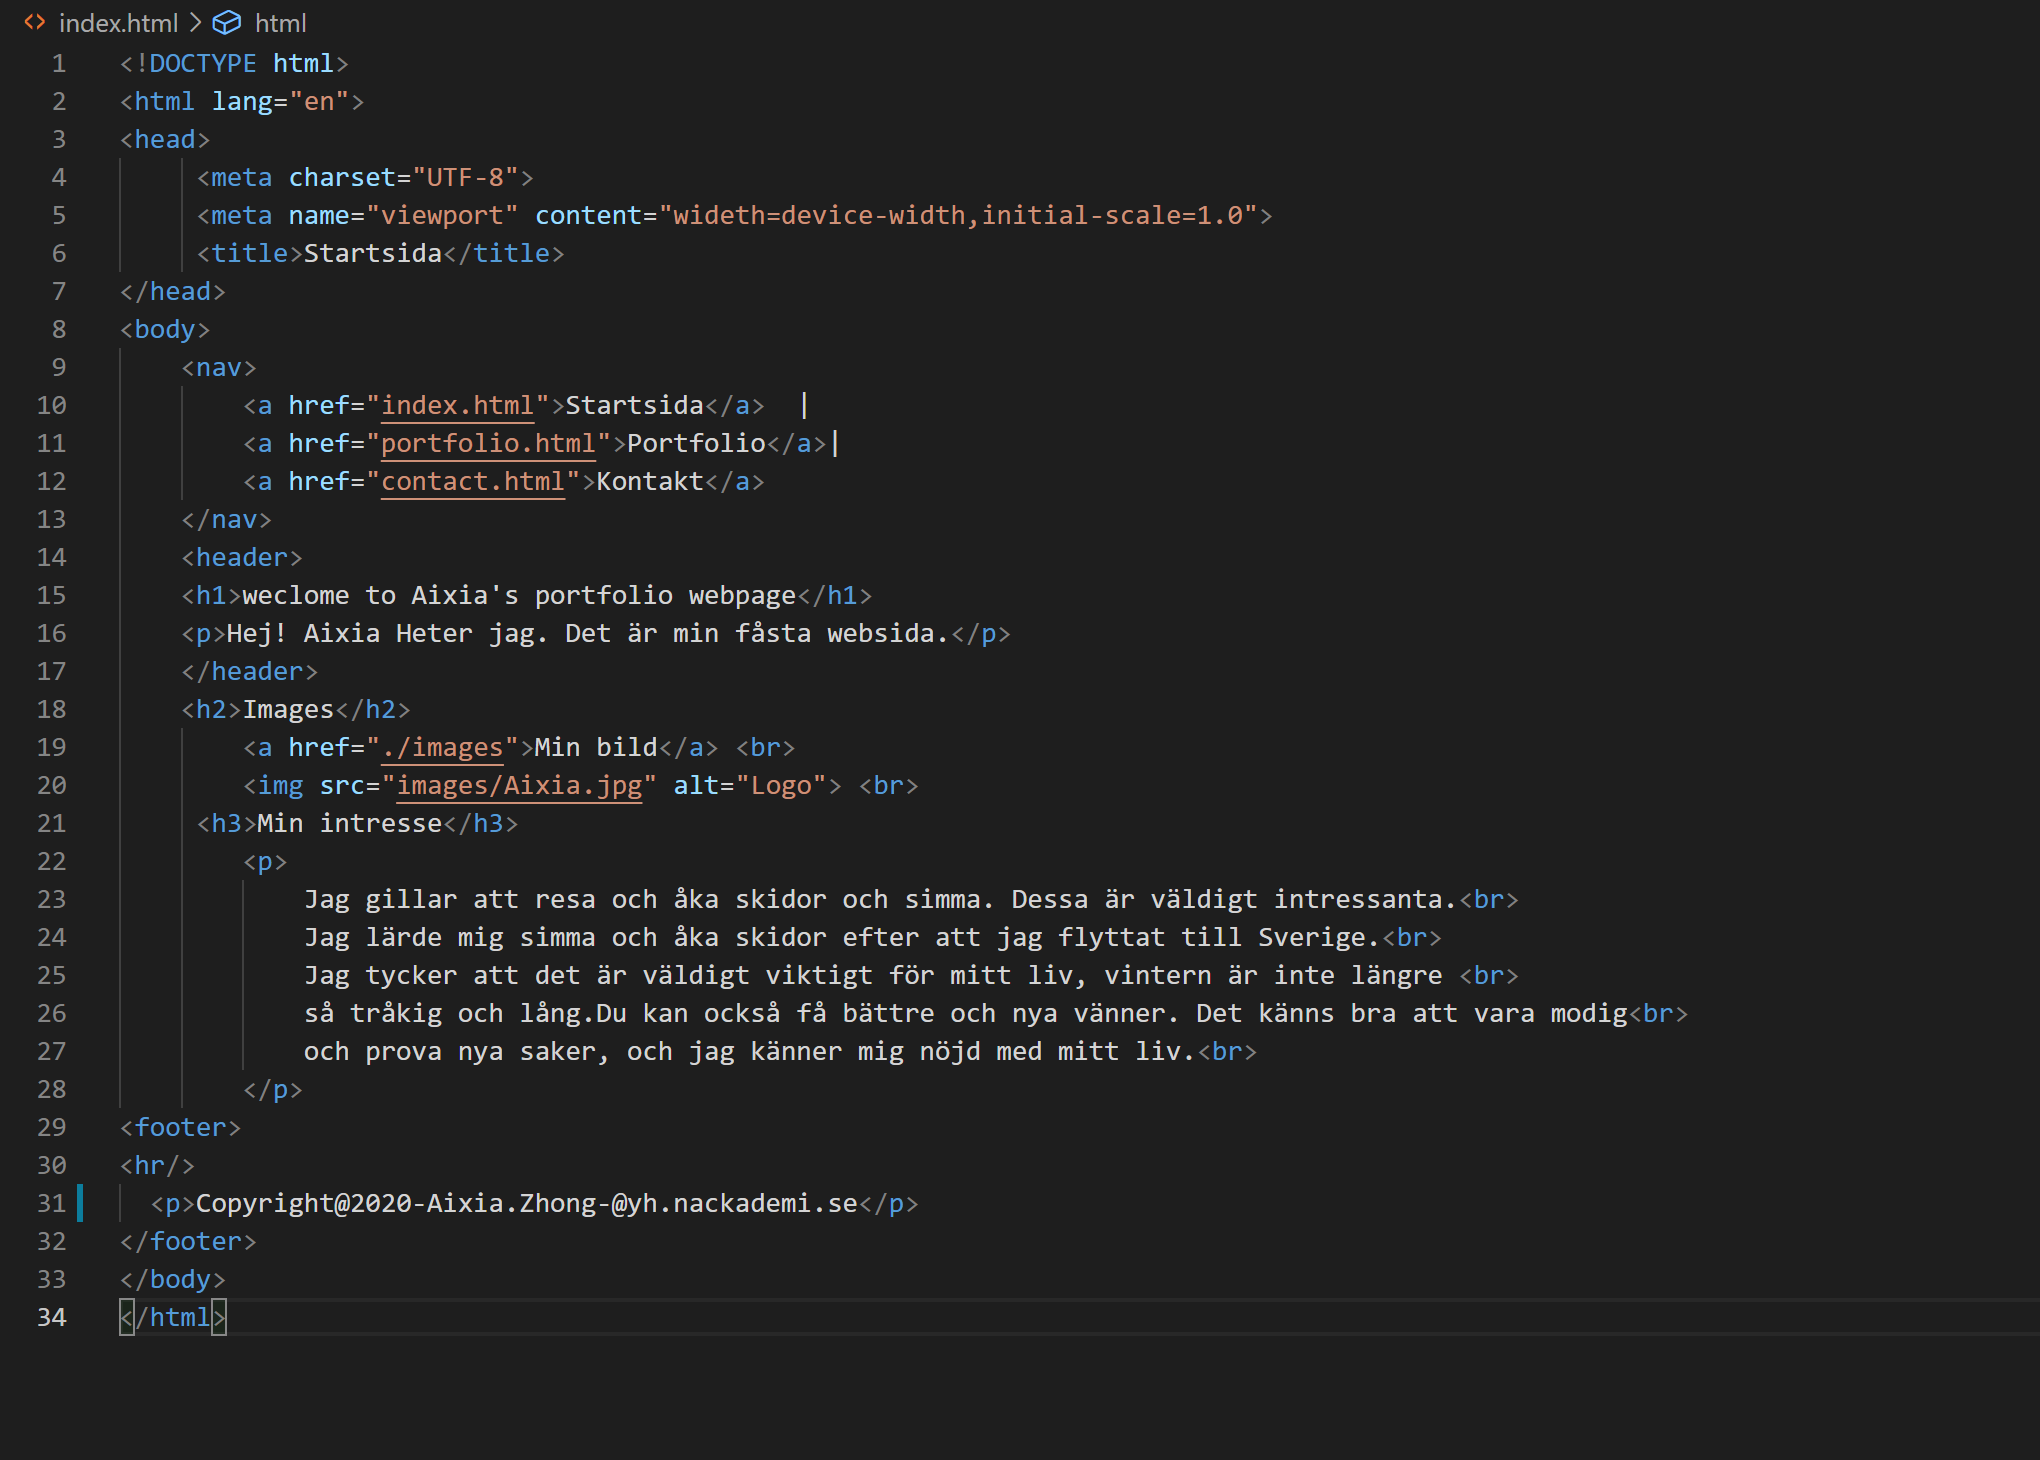 index.html > html
1 <!DOCTYPE html>
2 <html lang="en">
3 <head>
4 <meta charset="UTF-8">
5 <meta name="viewport" content="wideth=device-width,initial-scale=1.0">
6 <title>Startsida</title>
7 </head>
8 <body>
9 <nav>
10 <a href="index.html">Startsida</a> |
11 <a href="portfolio.html">Portfolio</a>|
12 <a href="contact.html">Kontakt</a>
13 </nav>
14 <header>
15 <h1>weclome to Aixia's portfolio webpage</h1>
16 <p>Hej! Aixia Heter jag. Det är min fåsta websida.</p>
17 </header>
18 <h2>Images</h2>
19 <a href="./images">Min bild</a> <br>
20 <img src="images/Aixia.jpg" alt="Logo"> <br>
21 <h3>Min intresse</h3>
22 <p>
23 Jag gillar att resa och åka skidor och simma. Dessa är väldigt intressanta.<br>
24 Jag lärde mig simma och åka skidor efter att jag flyttat till Sverige.<br>
25 Jag tycker att det är väldigt viktigt för mitt liv, vintern är inte längre <br>
26 så tråkig och lång.Du kan också få bättre och nya vänner. Det känns bra att vara modig<br>
27 och prova nya saker, och jag känner mig nöjd med mitt liv.<br>
28 </p>
29 <footer>
30 <hr/>
31 <p>Copyright@2020-Aixia.Zhong-@yh.nackademi.se</p>
32 </footer>
33 </body>
34 </html>